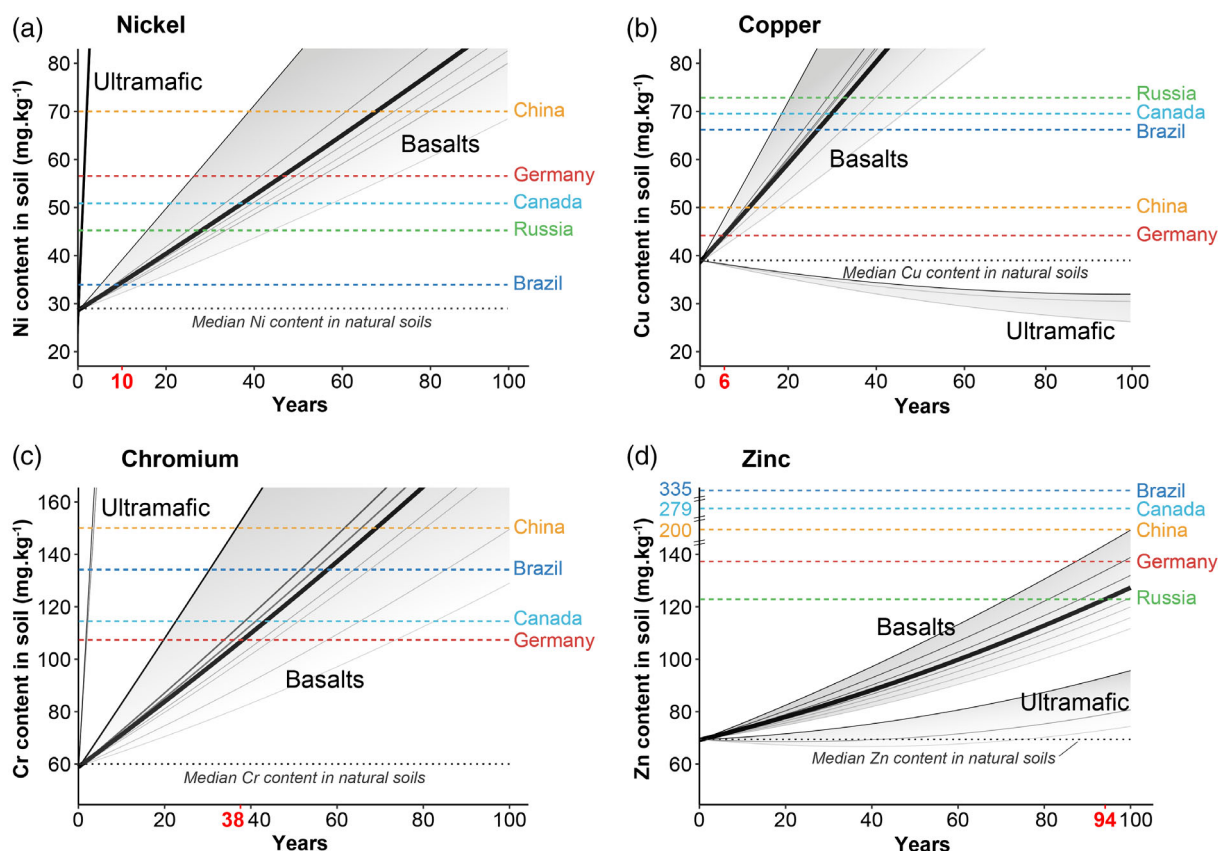 (a) Nickel
Ni content in soil (mg.kg⁻¹)
80
70
60
50
40
30
20
Ultramafic
Basalts
China
Germany
Canada
Russia
Brazil
Median Ni content in natural soils
0 10 20 40 60 80 100
Years
(b) Copper
Cu content in soil (mg.kg⁻¹)
80
70
60
50
40
30
20
Basalts
Russia
Canada
Brazil
China
Germany
Median Cu content in natural soils
Ultramafic
0 6 20 40 60 80 100
Years
(c) Chromium
Cr content in soil (mg.kg⁻¹)
160
140
120
100
80
60
Ultramafic
China
Brazil
Canada
Germany
Basalts
Median Cr content in natural soils
0 20 38 40 60 80 100
Years
(d) Zinc
Zn content in soil (mg.kg⁻¹)
335
279
200
140
120
100
80
60
Brazil
Canada
China
Germany
Russia
Basalts
Ultramafic
Median Zn content in natural soils
0 20 40 60 80 94 100
Years